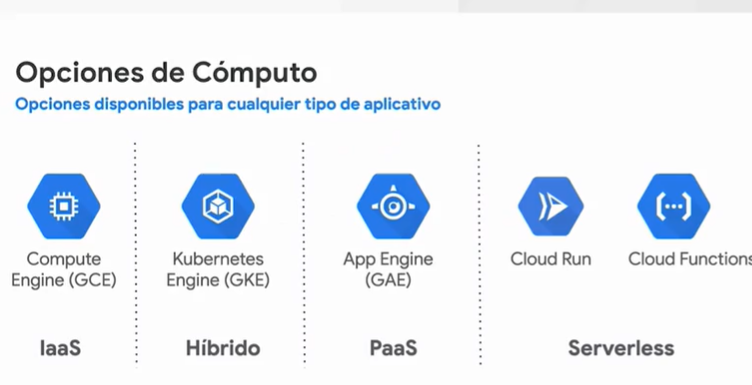 Opciones de Cómputo
Opciones disponibles para cualquier tipo de aplicativo
Compute
Engine (GCE)
Kubernetes
Engine (GKE)
App Engine
(GAE)
Cloud Run
Cloud Functions
IaaS
Híbrido
PaaS
Serverless